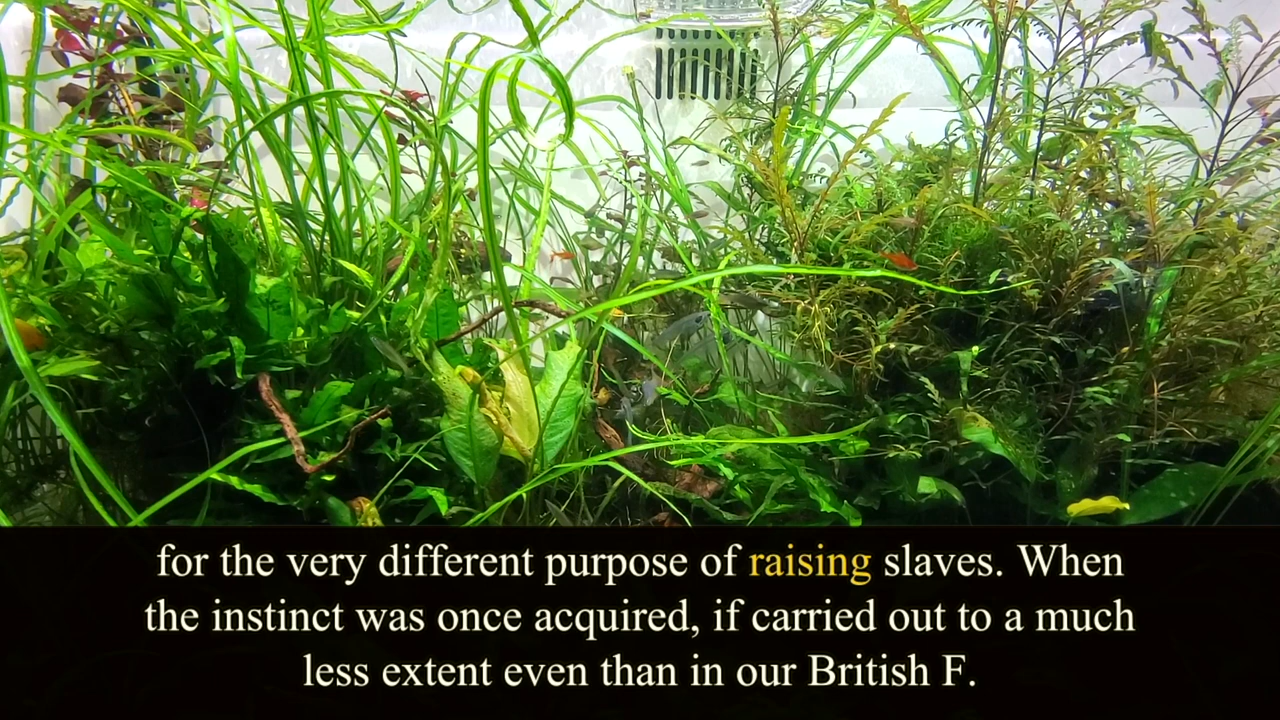 for the very different purpose of raising slaves. When
the instinct was once acquired, if carried out to a much
less extent even than in our British F.